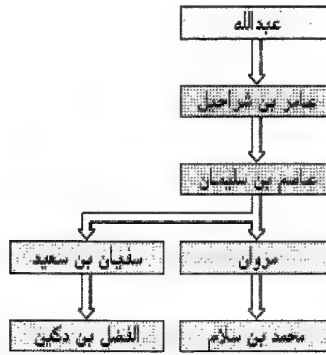 عبدالله
عامر بن شراحيل
عاصم بن سليمان
مروان
سفيان بن سعيد
محمد بن سلام
الفضل بن دكين